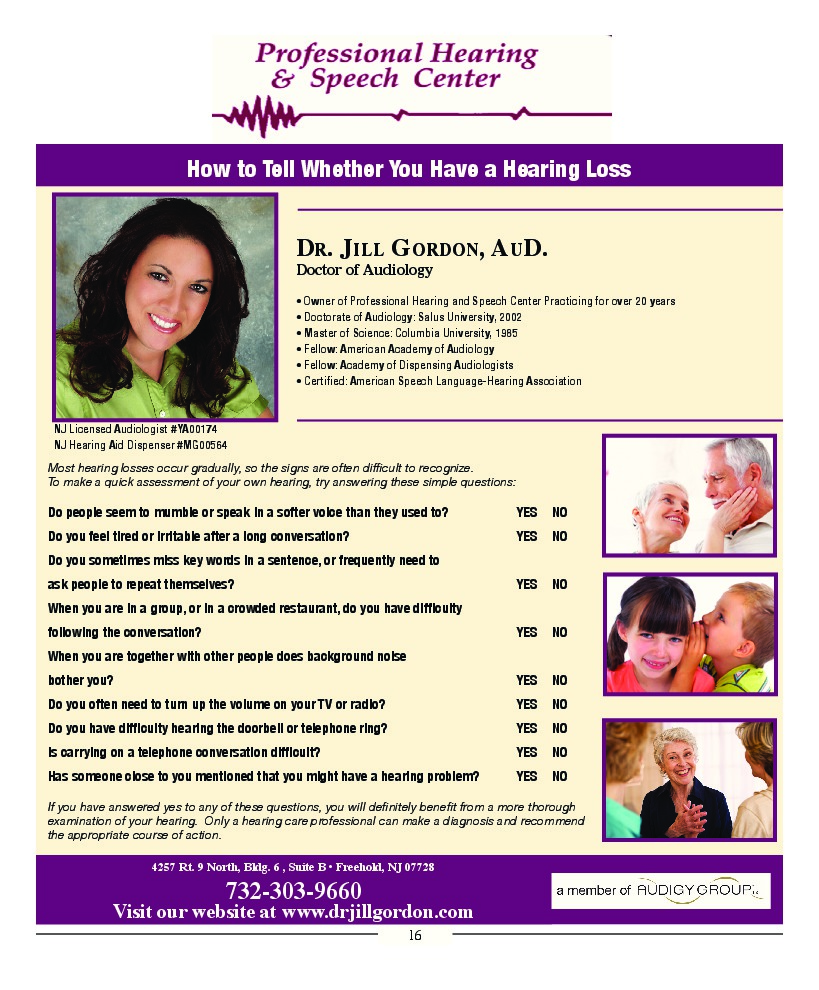 Professional Hearing
& Speech Center
How to Tell Whether You Have a Hearing Loss
DR. JILL GORDON, AUD.
Doctor of Audiology
• Owner of Professional Hearing and Speech Center Practicing for over 20 years
• Doctorate of Audiology: Salus University, 2002
• Master of Science: Columbia University, 1985
• Fellow: American Academy of Audiology
• Fellow: Academy of Dispensing Audiologists
• Certified: American Speech Language-Hearing Association
NJ Licensed Audiologist #YA00174
NJ Hearing Aid Dispenser #MG00564
Most hearing losses occur gradually, so the signs are often difficult to recognize.
To make a quick assessment of your own hearing, try answering these simple questions:
Do people seem to mumble or speak in a softer voice than they used to? YES NO
Do you feel tired or irritable after a long conversation? YES NO
Do you sometimes miss key words in a sentence, or frequently need to
ask people to repeat themselves? YES NO
When you are in a group, or in a crowded restaurant, do you have difficulty
following the conversation? YES NO
When you are together with other people does background noise
bother you? YES NO
Do you often need to turn up the volume on your TV or radio? YES NO
Do you have difficulty hearing the doorbell or telephone ring? YES NO
Is carrying on a telephone conversation difficult? YES NO
Has someone close to you mentioned that you might have a hearing problem? YES NO
If you have answered yes to any of these questions, you will definitely benefit from a more thorough
examination of your hearing. Only a hearing care professional can make a diagnosis and recommend
the appropriate course of action.
4257 Rt. 9 North, Bldg. 6 , Suite B • Freehold, NJ 07728
732-303-9660
Visit our website at www.drjillgordon.com
a member of AUDIGYGROUP
16